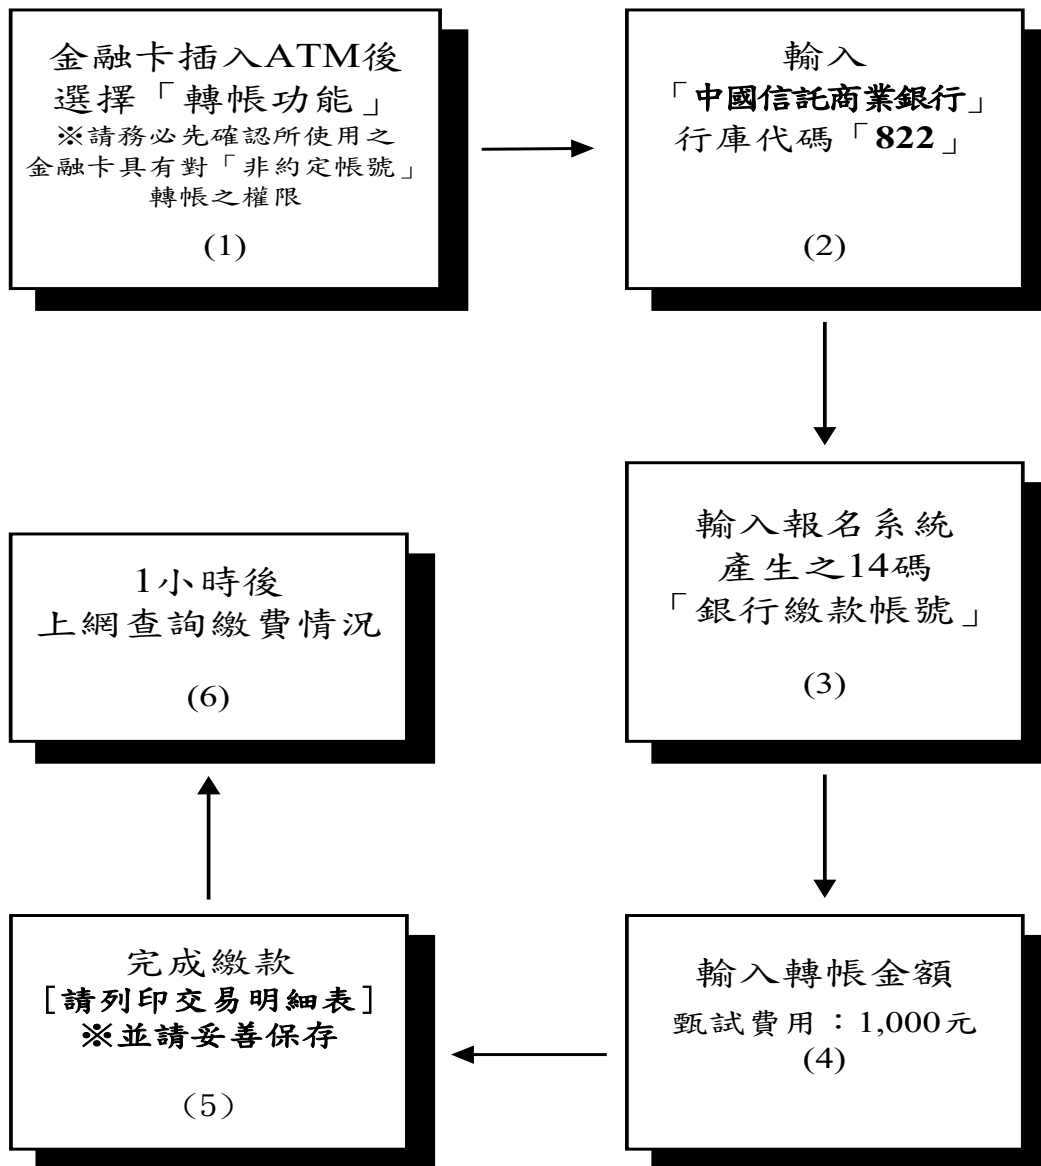 金融卡插入ATM後
選擇「轉帳功能」
※請務必先確認所使用之
金融卡具有對「非約定帳號」
轉帳之權限
(1)
輸入
「中國信託商業銀行」
行庫代碼「822」
(2)
輸入報名系統
產生之14碼
「銀行繳款帳號」
(3)
輸入轉帳金額
甄試費用：1,000元
(4)
完成繳款
[請列印交易明細表]
※並請妥善保存
(5)
1小時後
上網查詢繳費情況
(6)